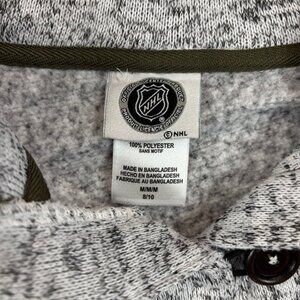 NHL
© NHL
100% POLYESTER
SANS MOTIF
MADE IN BANGLADESH
HECHO EN BANGLADESH
FABRIQUE AU BANGLADESH
M/M/M
8/10